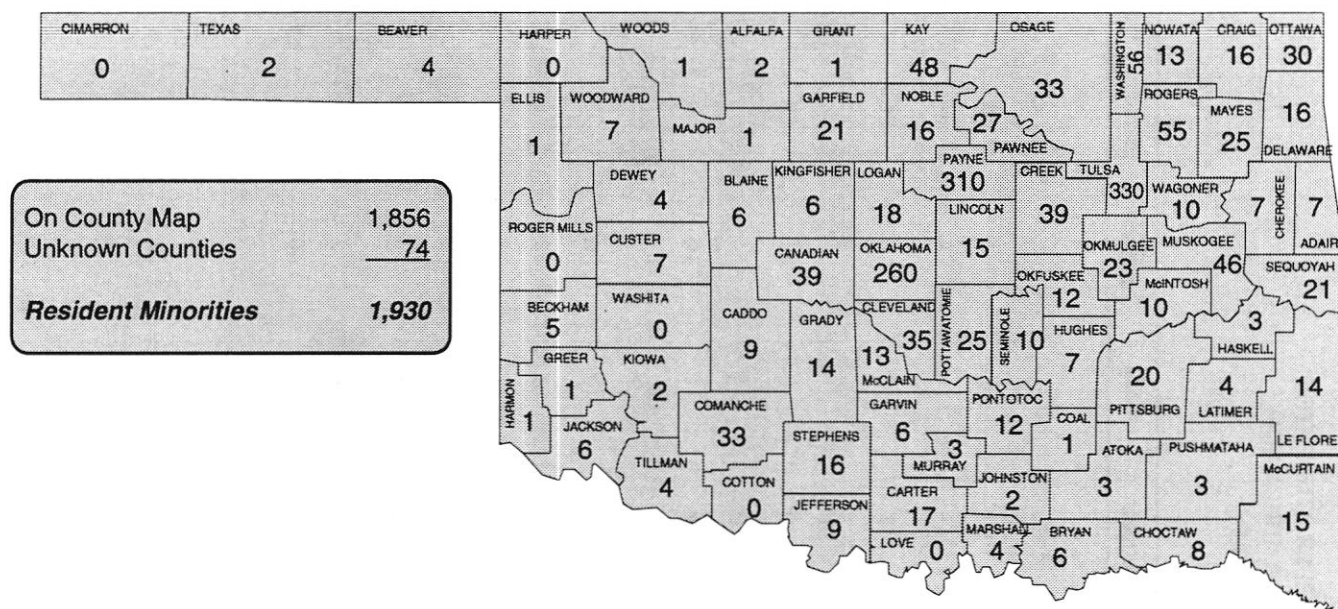 CIMARRON
0
TEXAS
2
BEAVER
4
HARPER
0
WOODS
1
ALFALFA
2
GRANT
1
KAY
48
OSAGE
33
WASHINGTON
56
NOWATA
13
CRAIG
16
OTTAWA
30
ELLIS
1
WOODWARD
7
MAJOR
1
GARFIELD
21
NOBLE
16
27
PAWNEE
ROGERS
55
MAYES
25
16
DELAWARE
On County Map 1,856
Unknown Counties 74
Resident Minorities 1,930
DEWEY
4
BLAINE
6
KINGFISHER
6
LOGAN
18
PAYNE
310
LINCOLN
15
CREEK
39
TULSA
330
WAGONER
10
CHEROKEE
7
7
ADAIR
ROGER MILLS
0
CUSTER
7
CANADIAN
39
OKLAHOMA
260
OKMULGEE
23
MUSKOGEE
46
SEQUOYAH
21
BECKHAM
5
WASHITA
0
CADDO
9
GRADY
14
CLEVELAND
35
13
McCLAIN
POTTAWATOMIE
25
SEMINOLE
10
OKFUSKEE
12
HUGHES
7
McINTOSH
10
3
HASKELL
GREER
1
HARMON
1
KIOWA
2
JACKSON
6
COMANCHE
33
STEPHENS
16
GARVIN
6
PONTOTOC
12
COAL
1
20
PITTSBURG
4
LATIMER
14
LE FLORE
TILLMAN
4
COTTON
0
JEFFERSON
9
3
MURRAY
CARTER
17
JOHNSTON
2
ATOKA
3
PUSHMATAHA
3
McCURTAIN
15
LOVE
0
MARSHAN
4
BRYAN
6
CHOCTAW
8